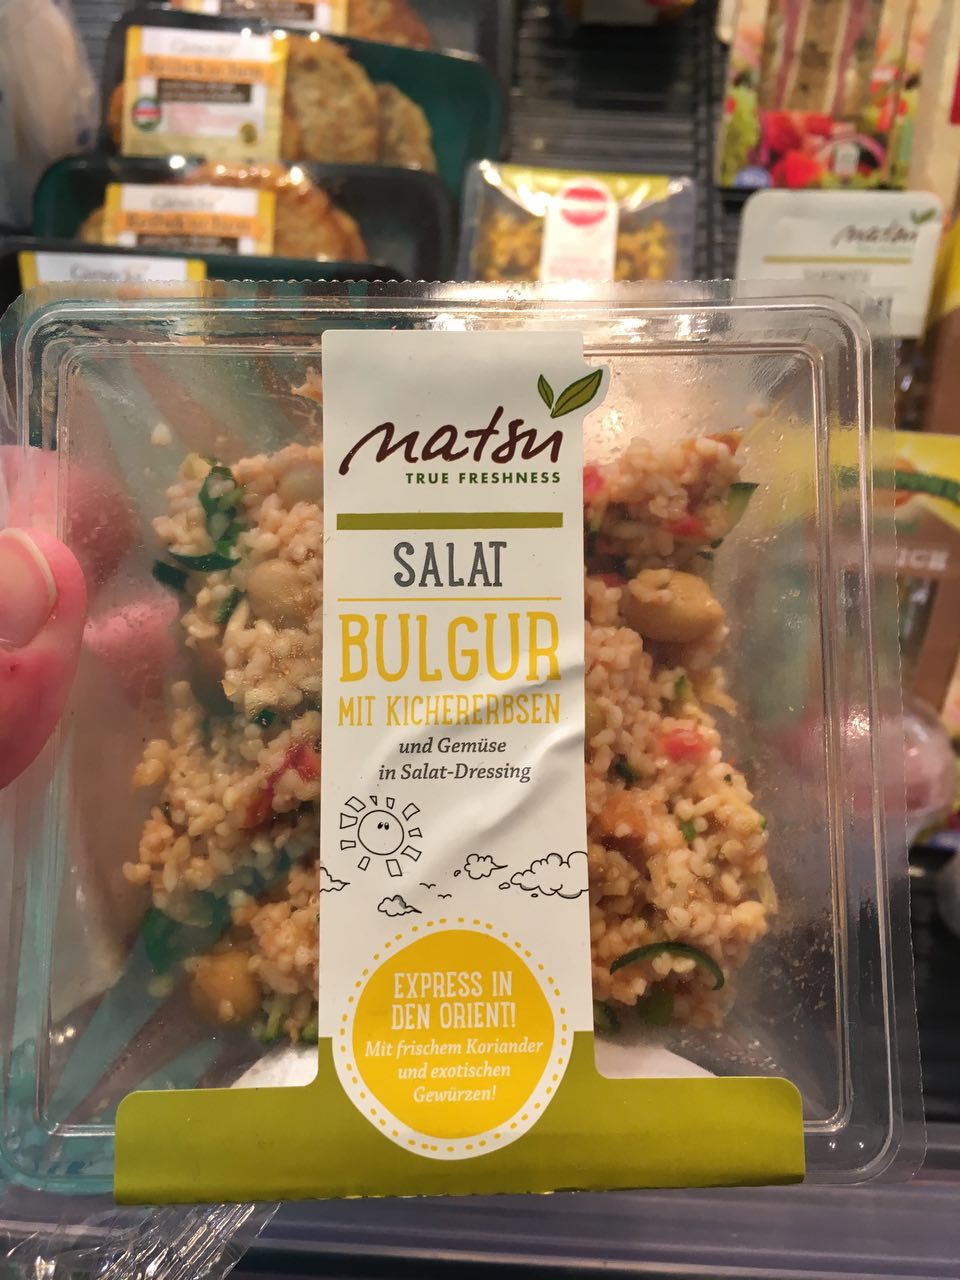 natsu
natsu
TRUE FRESHNESS
SALAT
BULGUR
MIT KICHERERBSEN
und Gemüse
in Salat-Dressing
EXPRESS IN
DEN ORIENT!
Mit frischem Koriander
und exotischen
Gewürzen!